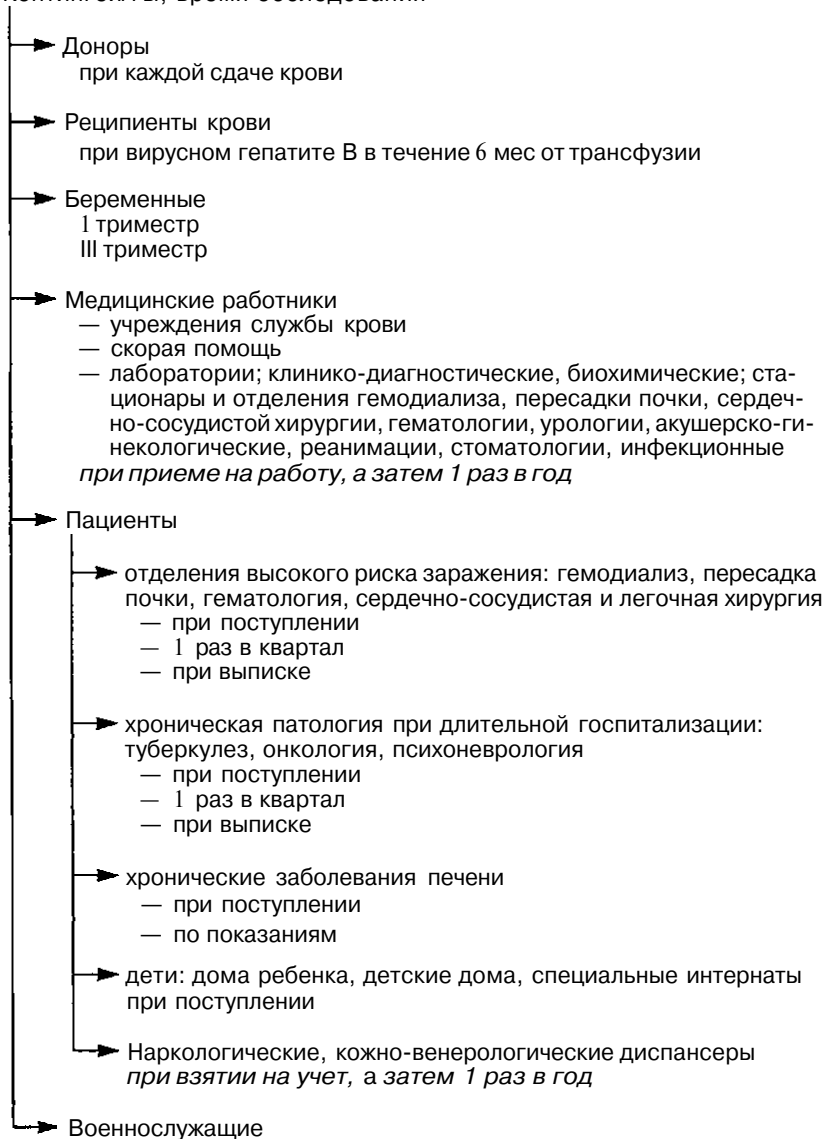 Доноры
при каждой сдаче крови
Реципиенты крови
при вирусном гепатите В в течение 6 мес от трансфузии
Беременные
1 триместр
III триместр
Медицинские работники
— учреждения службы крови
— скорая помощь
— лаборатории; клинико-диагностические, биохимические; ста-
ционары и отделения гемодиализа, пересадки почки, сердеч-
но-сосудистой хирургии, гематологии, урологии, акушерско-ги-
некологические, реанимации, стоматологии, инфекционные
при приеме на работу, а затем 1 раз в год
Пациенты
отделения высокого риска заражения: гемодиализ, пересадка
почки, гематология, сердечно-сосудистая и легочная хирургия
— при поступлении
— 1 раз в квартал
— при выписке
хроническая патология при длительной госпитализации:
туберкулез, онкология, психоневрология
— при поступлении
— 1 раз в квартал
— при выписке
хронические заболевания печени
— при поступлении
— по показаниям
дети: дома ребенка, детские дома, специальные интернаты
при поступлении
Наркологические, кожно-венерологические диспансеры
при взятии на учет, а затем 1 раз в год
Военнослужащие